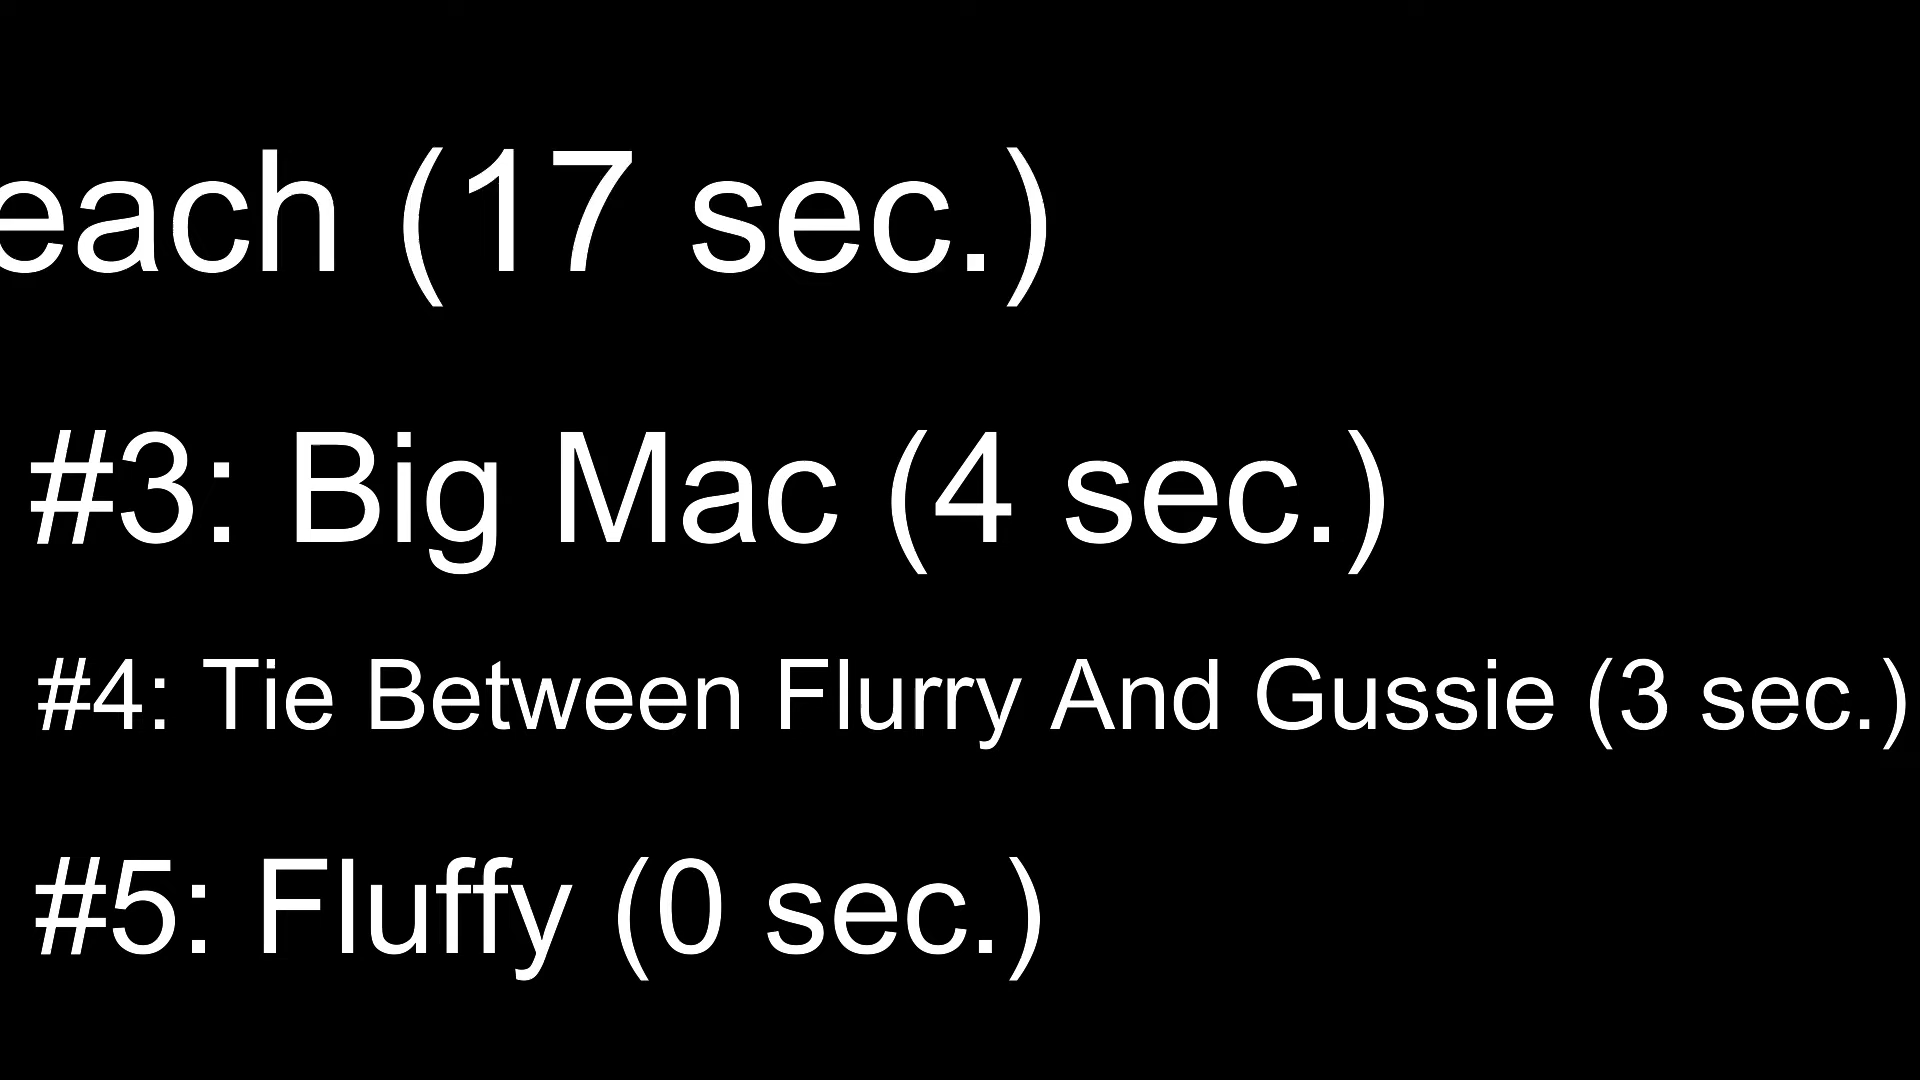 each (17 sec.)
#3: Big Mac (4 sec.)
#4: Tie Between Flurry And Gussie (3 sec.)
#5: Fluffy (0 sec.)